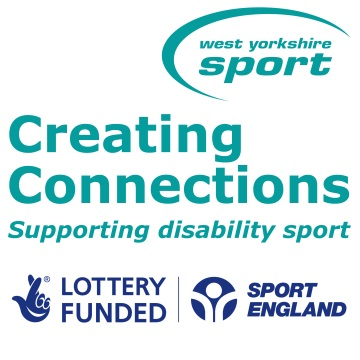 west yorkshire
sport
Creating
Connections
Supporting disability sport
®
LOTTERY
FUNDED
SPORT
ENGLAND